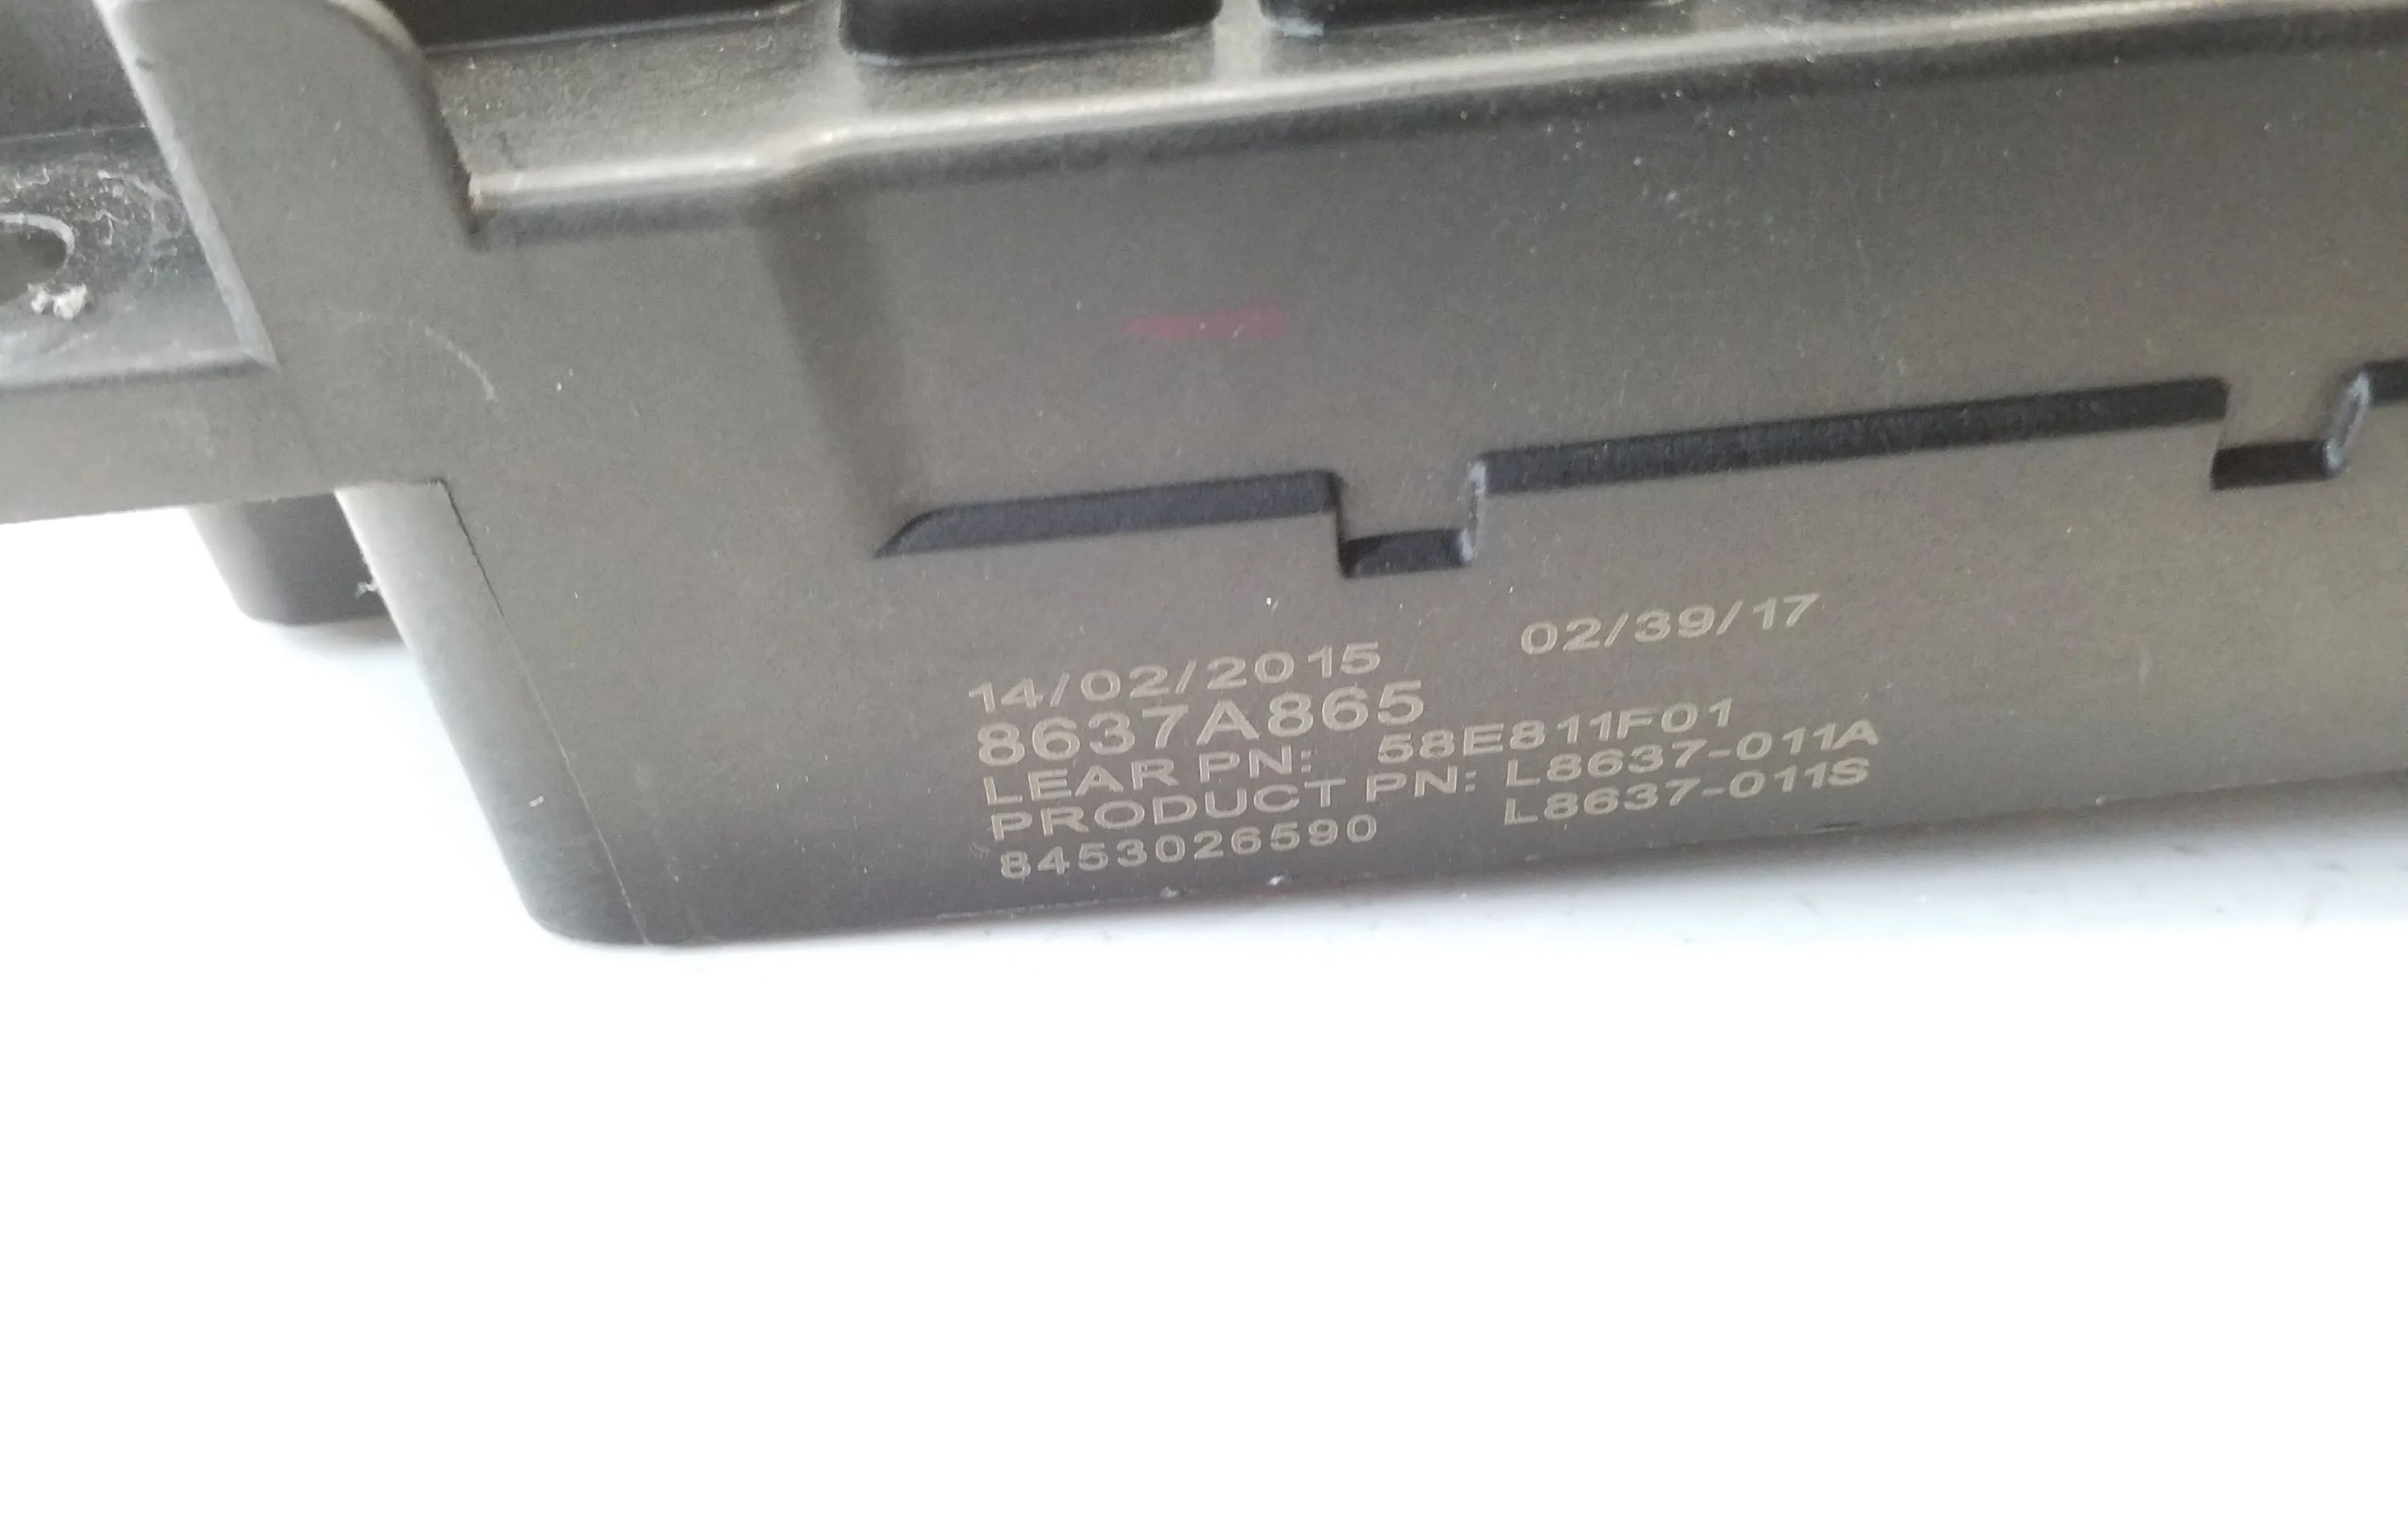 14/02/2015 02/39/17
8637A865
LEAR PN: 58E811F01
PRODUCT PN: L8637-011A
8453026590 L8637-011S